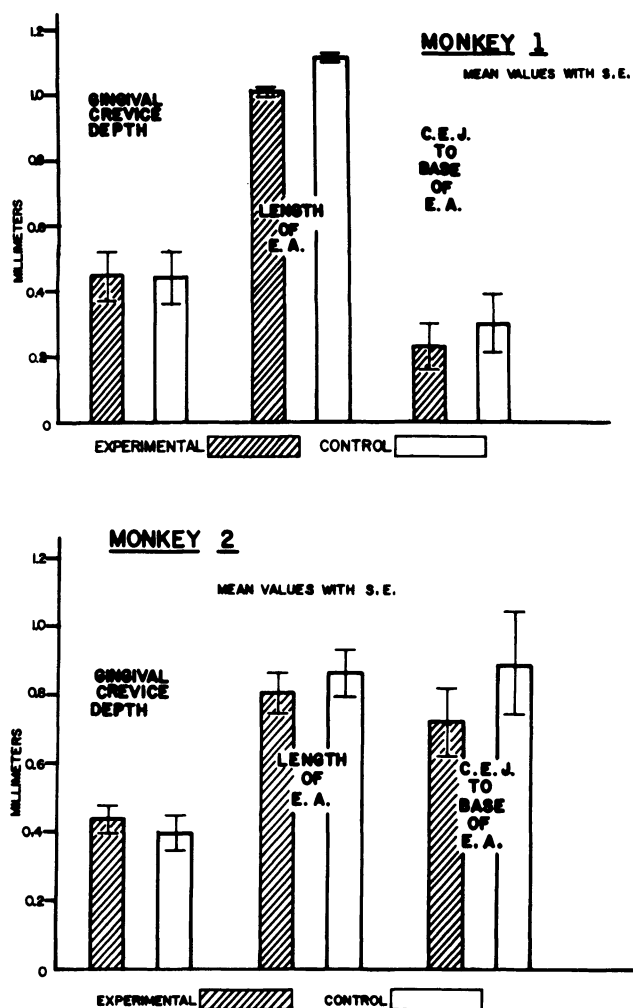 MONKEY 1
MEAN VALUES WITH S.E.
GINGIVAL
CREVICE
DEPTH
LENGTH
OF
E. A.
C.E.J.
TO
BASE
OF
E. A.
MILLIMETERS
1.2
1.0
0.8
0.6
0.4
0.2
0
EXPERIMENTAL
CONTROL
MONKEY 2
MEAN VALUES WITH S.E.
GINGIVAL
CREVICE
DEPTH
LENGTH
OF
E. A.
C.E.J.
TO
BASE
OF
E. A.
MILLIMETERS
1.2
1.0
0.8
0.6
0.4
0.2
0
EXPERIMENTAL
CONTROL